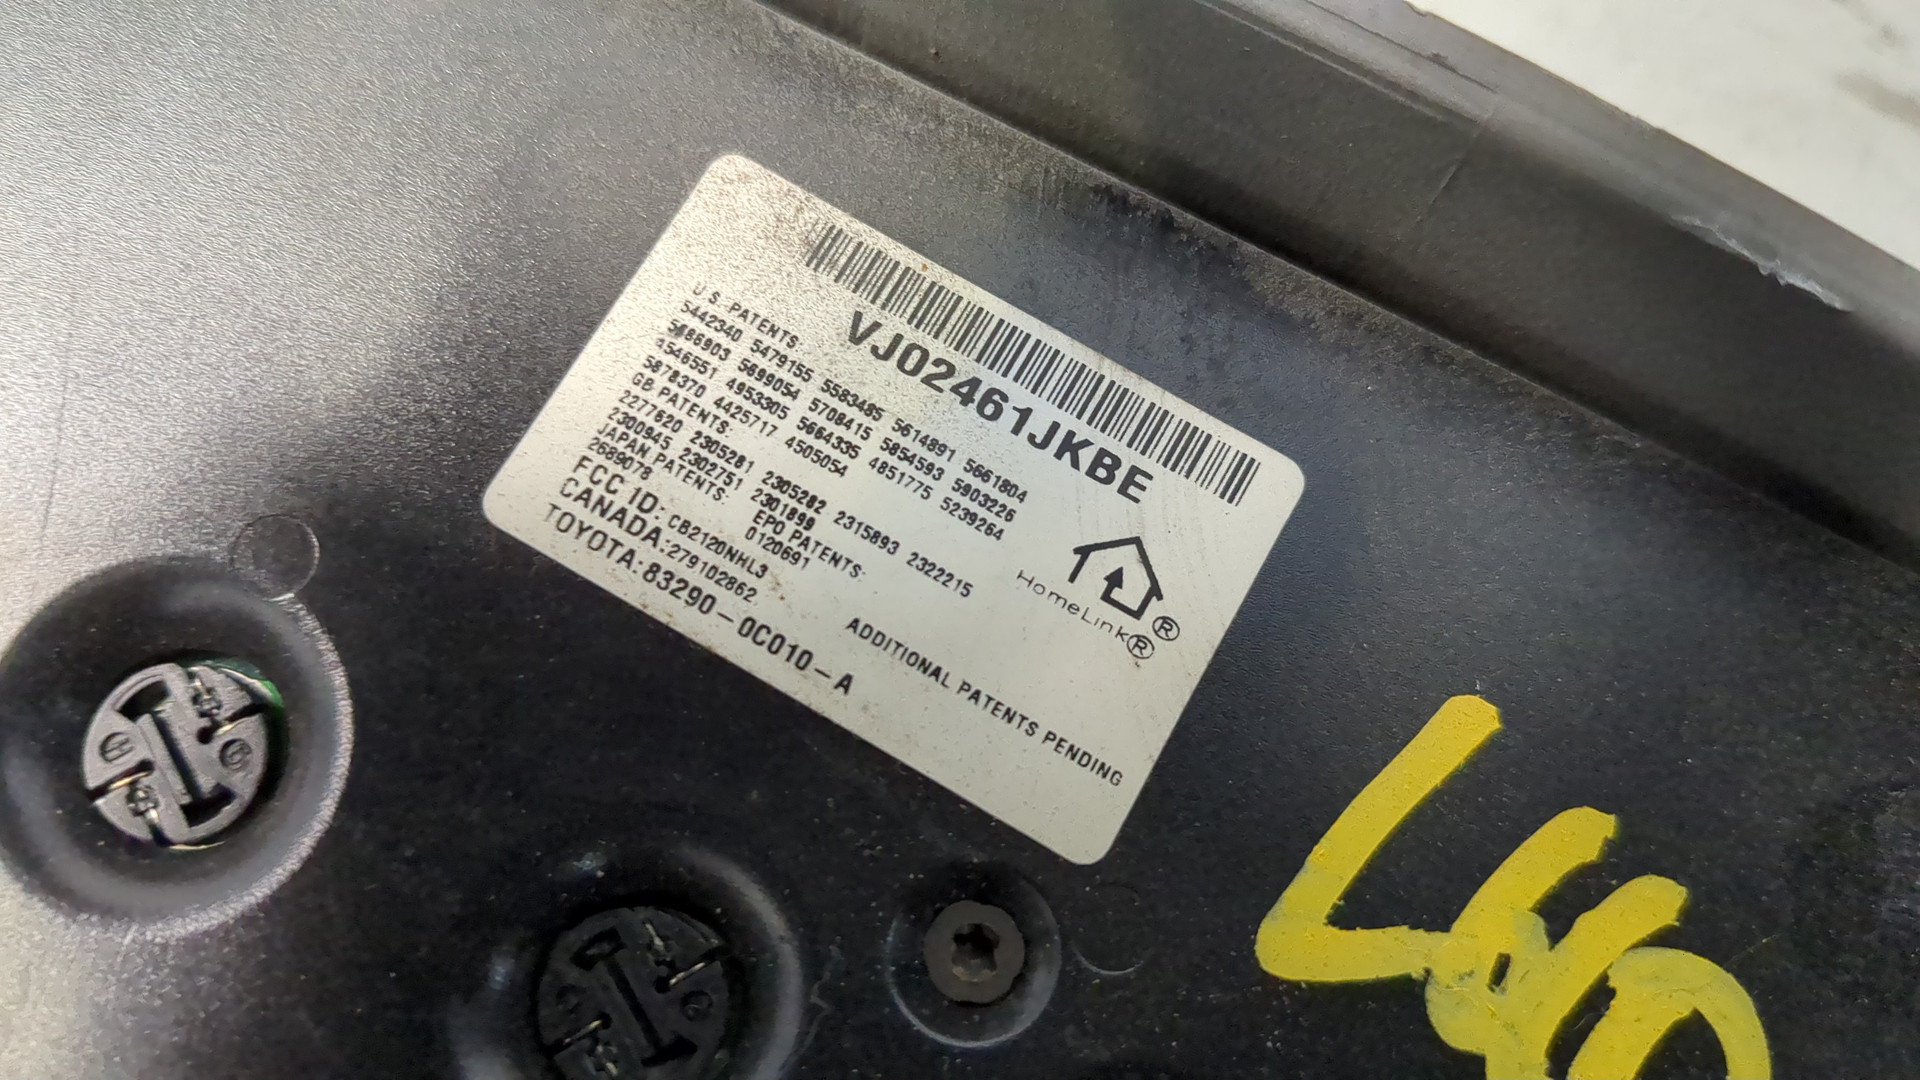 VJ02461JKBE
U.S. PATENTS:
5442340 5479155 5583485 5614891 5661804
5686903 5699054 5708415 5854593 5903226
4546551 4953305 5664335 4851775 5239264
5878370 4425717 4505054
GB PATENTS:
2277620 2305281 2305282 2315893 2322215
2300945 2302751 2301899
JAPAN PATENTS: EPO PATENTS:
2689078 0120691
FCC ID: CB2120NHL3
CANADA: 279102862
TOYOTA: 83290-0C010-A
HomeLink®
®
ADDITIONAL PATENTS PENDING